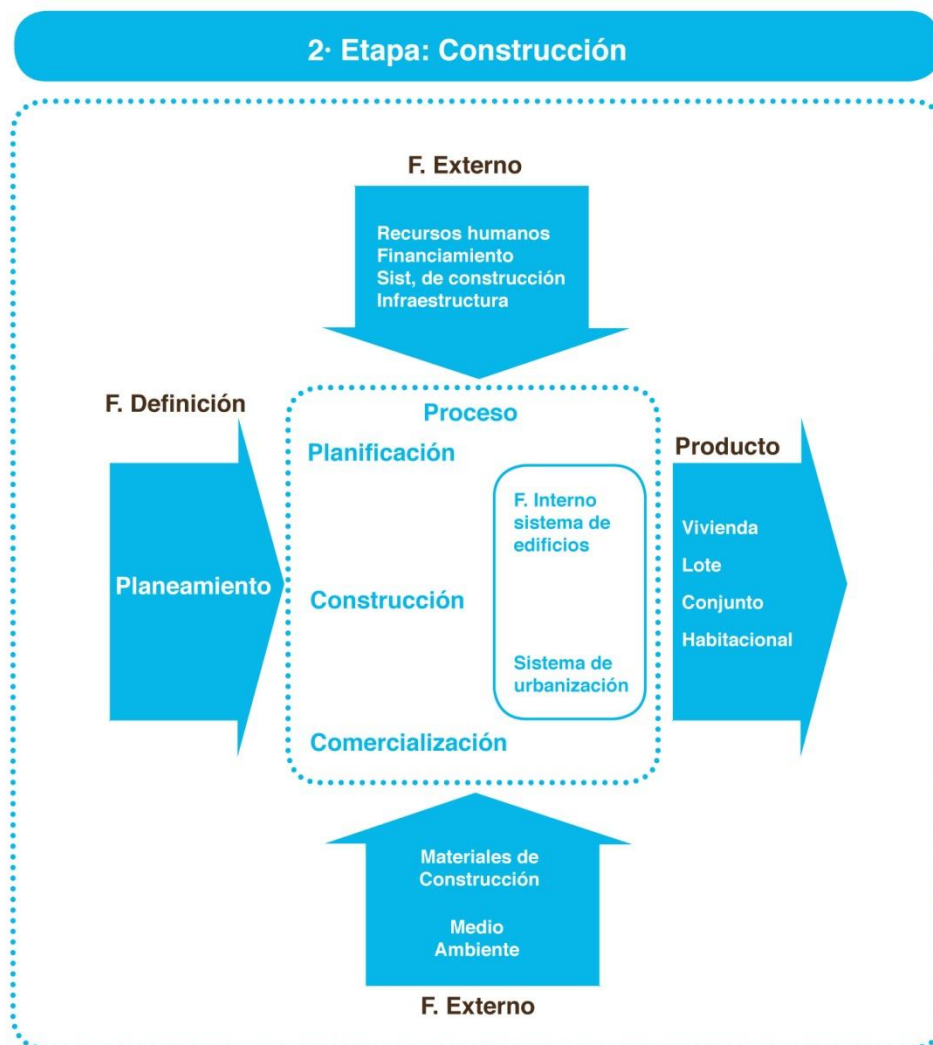 2· Etapa: Construcción
F. Externo
Recursos humanos
Financiamiento
Sist, de construcción
Infraestructura
F. Definición
Planeamiento
Proceso
Planificación
Construcción
Comercialización
F. Interno
sistema de
edificios
Sistema de
urbanización
Producto
Vivienda
Lote
Conjunto
Habitacional
Materiales de
Construcción
Medio
Ambiente
F. Externo